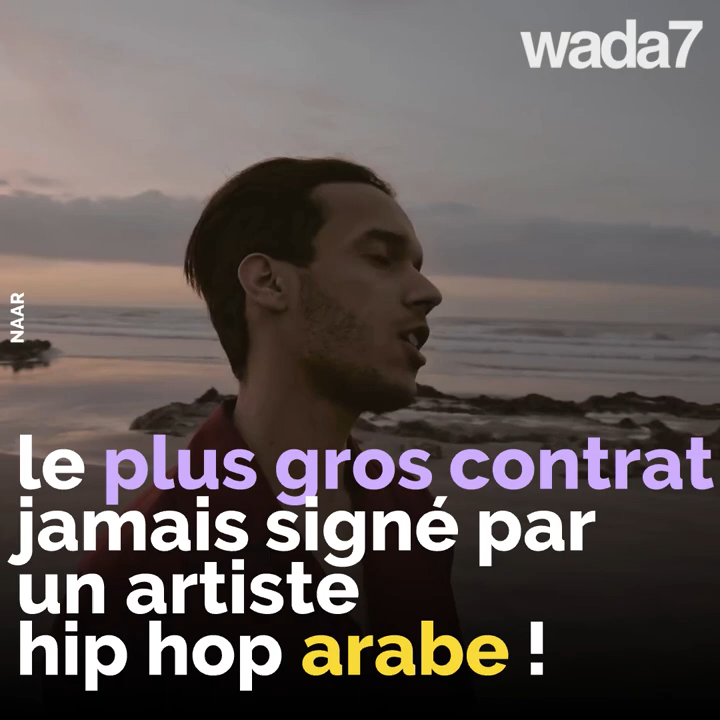 wada7
NAAR
le plus gros contrat
jamais signé par
un artiste
hip hop arabe !